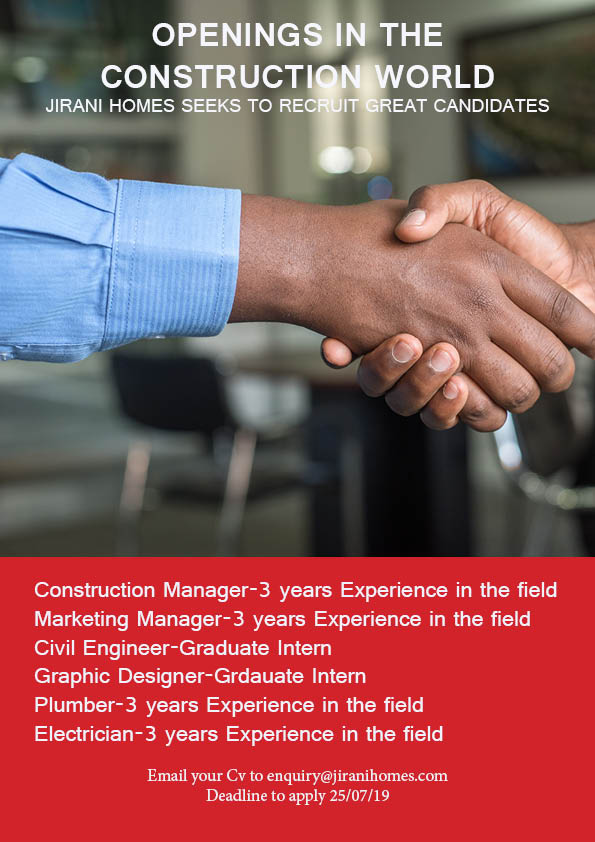 OPENINGS IN THE
CONSTRUCTION WORLD
JIRANI HOMES SEEKS TO RECRUIT GREAT CANDIDATES
Construction Manager-3 years Experience in the field
Marketing Manager-3 years Experience in the field
Civil Engineer-Graduate Intern
Graphic Designer-Grdauate Intern
Plumber-3 years Experience in the field
Electrician-3 years Experience in the field
Email your Cv to enquiry@jiranihomes.com
Deadline to apply 25/07/19